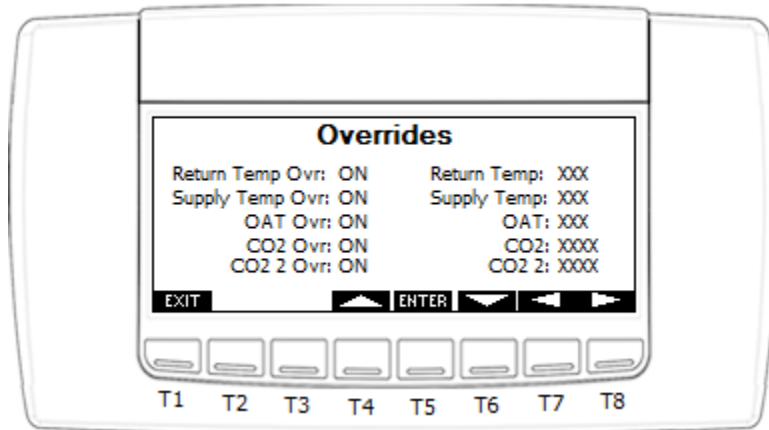 Overrides
Return Temp Ovr: ON Return Temp: XXX
Supply Temp Ovr: ON Supply Temp: XXX
OAT Ovr: ON OAT: XXX
CO2 Ovr: ON CO2: XXXX
CO2 2 Ovr: ON CO2 2: XXXX
EXIT ENTER
T1 T2 T3 T4 T5 T6 T7 T8